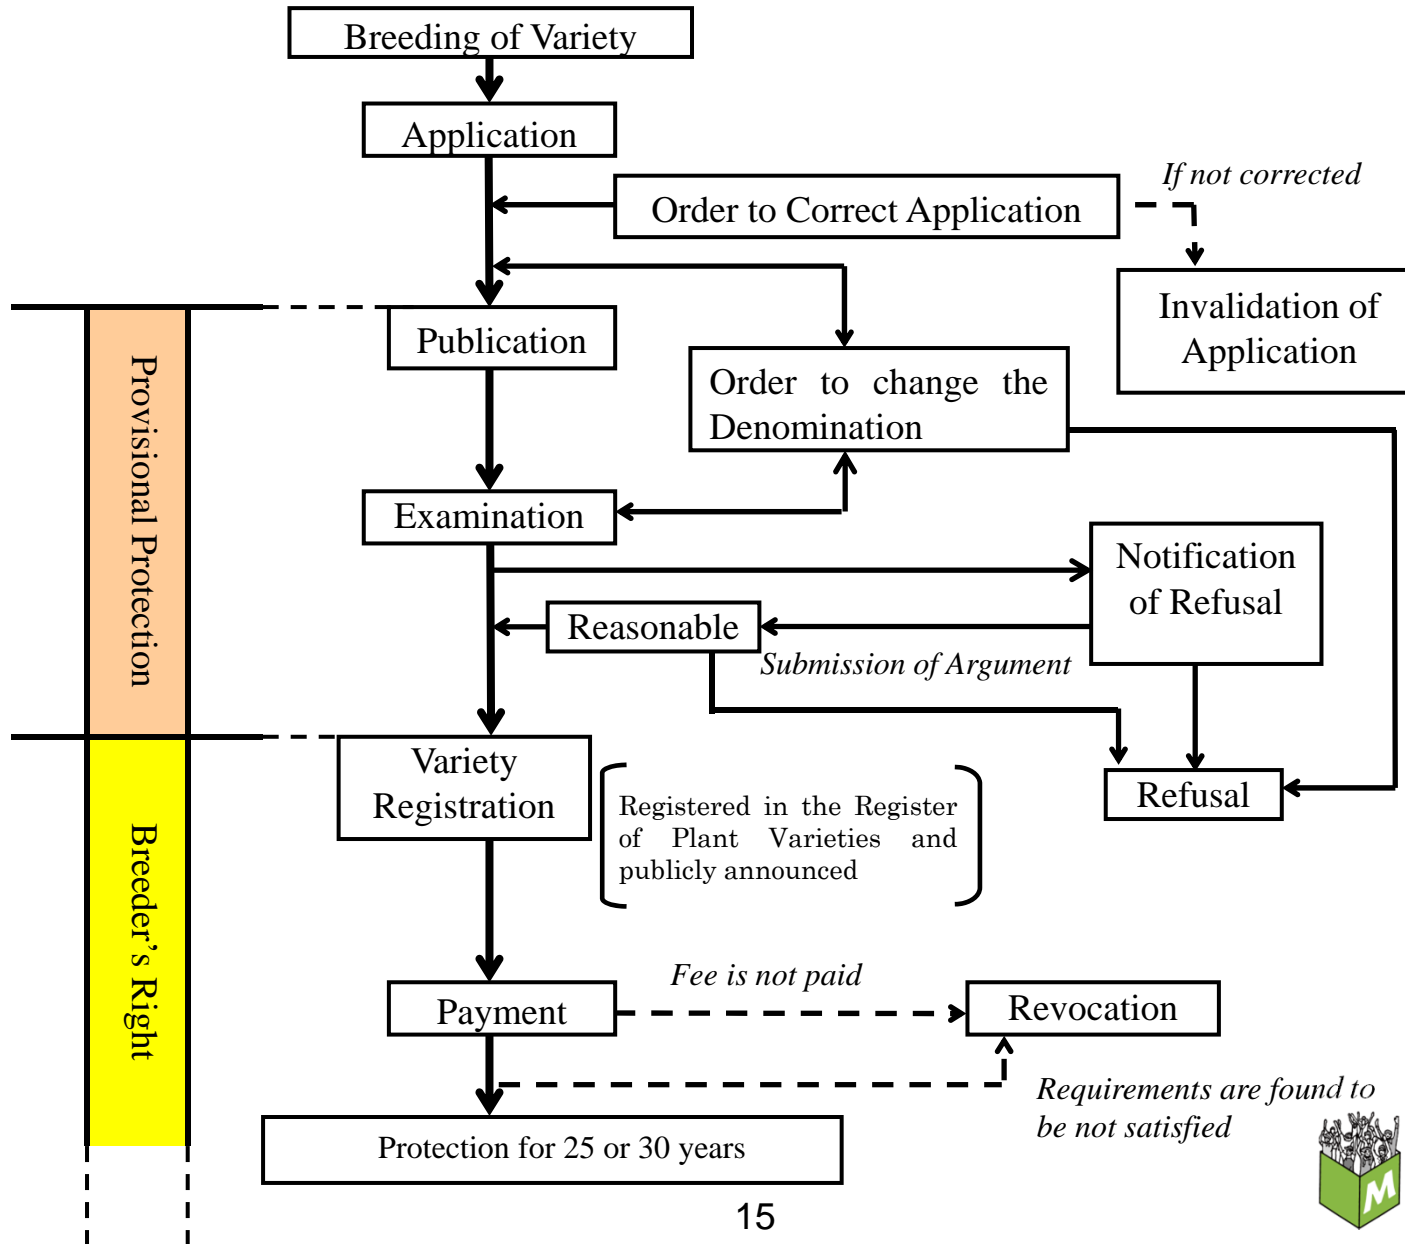 Breeding of Variety
Application
If not corrected
Order to Correct Application
Invalidation of
Application
Publication
Order to change the
Denomination
Provisional Protection
Examination
Notification
of Refusal
Reasonable
Submission of Argument
Variety
Registration
Registered in the Register
of Plant Varieties and
publicly announced
Refusal
Breeder's Right
Fee is not paid
Payment
Revocation
Requirements are found to
be not satisfied
Protection for 25 or 30 years
M
15